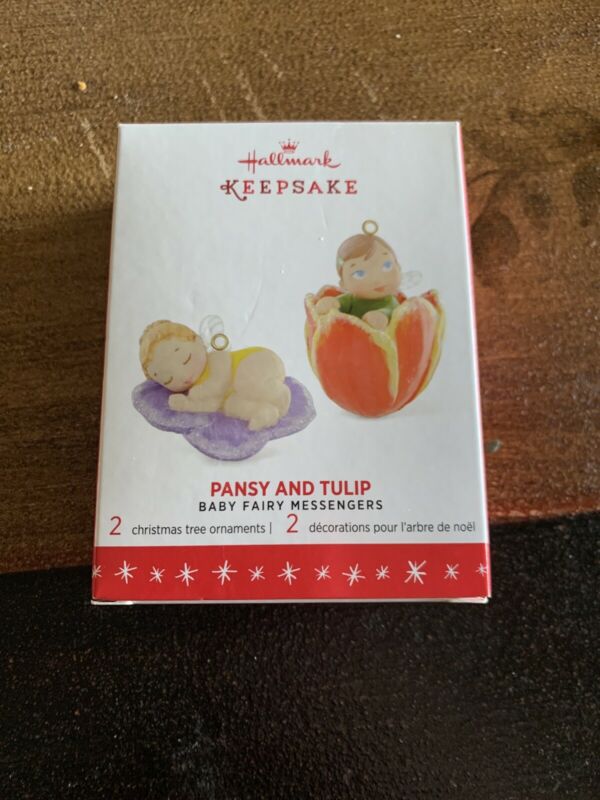 Hallmark
KEEPSAKE
PANSY AND TULIP
BABY FAIRY MESSENGERS
2 christmas tree ornaments | 2 décorations pour l'arbre de noël